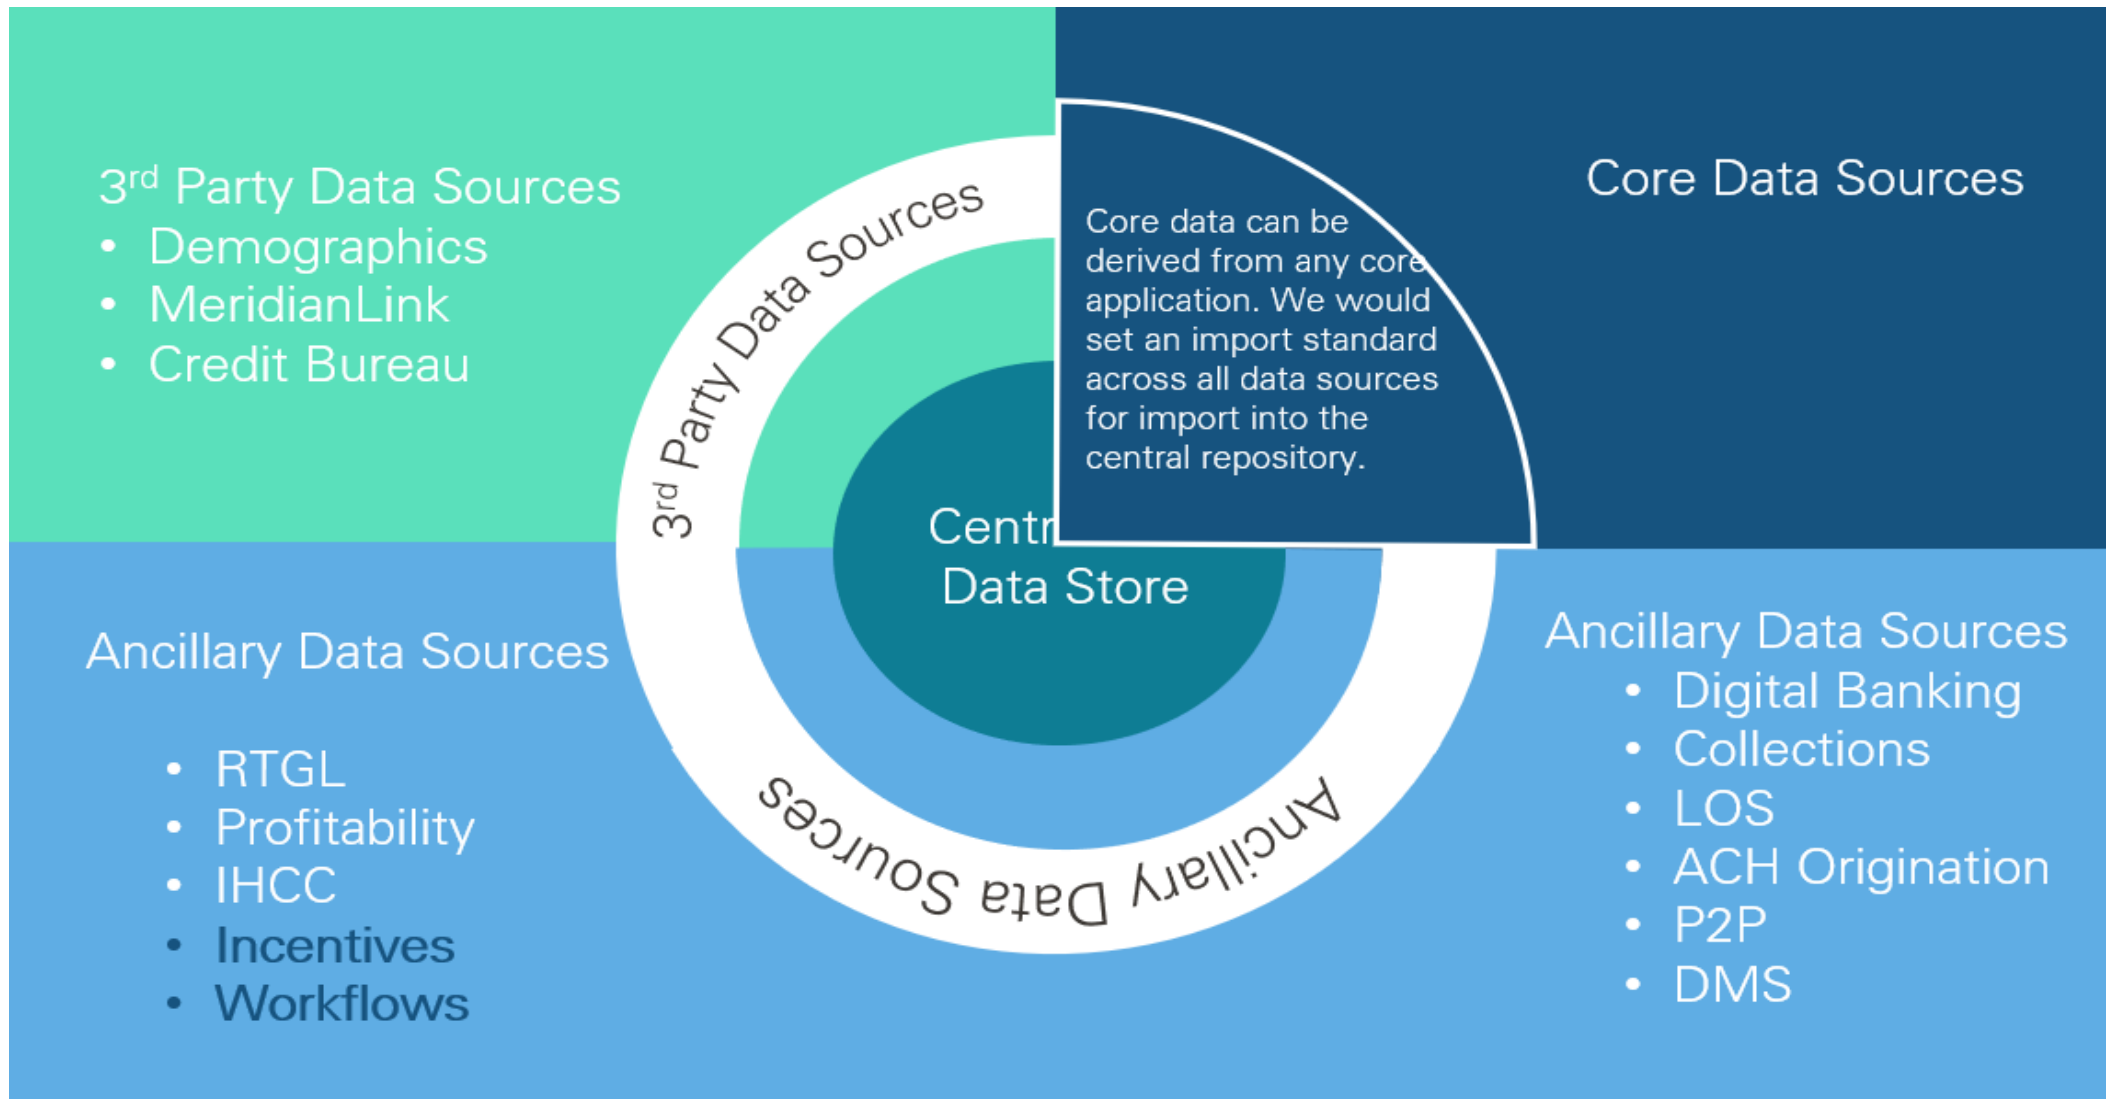 3rd Party Data Sources
• Demographics
• MeridianLink
• Credit Bureau
3rd Party Data Sources
Core data can be
derived from any core
application. We would
set an import standard
across all data sources
for import into the
central repository.
Core Data Sources
Centr
Data Store
Ancillary Data Sources
• RTGL
• Profitability
• IHCC
• Incentives
• Workflows
Ancillary Data Sources
Ancillary Data Sources
• Digital Banking
• Collections
• LOS
• ACH Origination
• P2P
• DMS